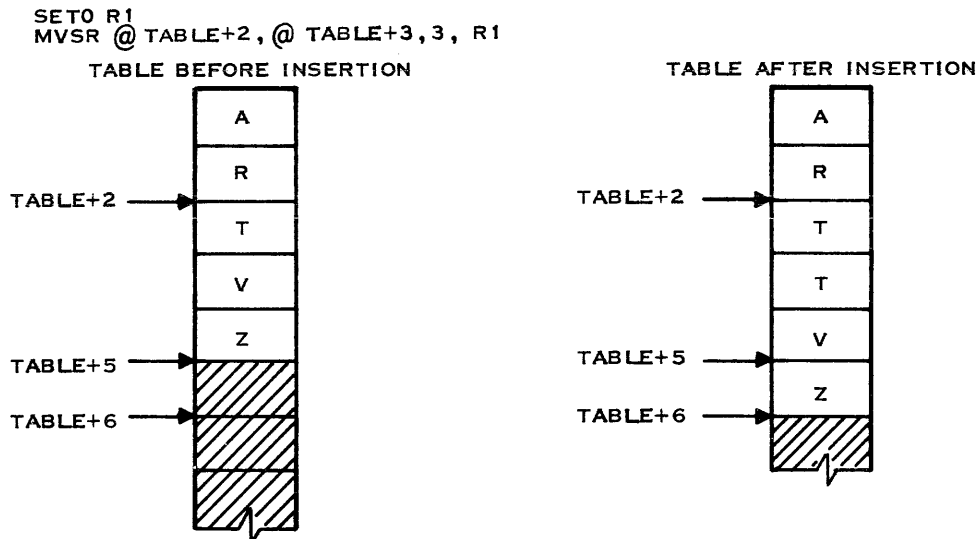 SETO R1
MVSR @ TABLE+2, @ TABLE+3,3, R1
TABLE BEFORE INSERTION
A
R
TABLE+2
T
V
Z
TABLE+5
TABLE+6
TABLE AFTER INSERTION
A
R
TABLE+2
T
T
V
TABLE+5
Z
TABLE+6